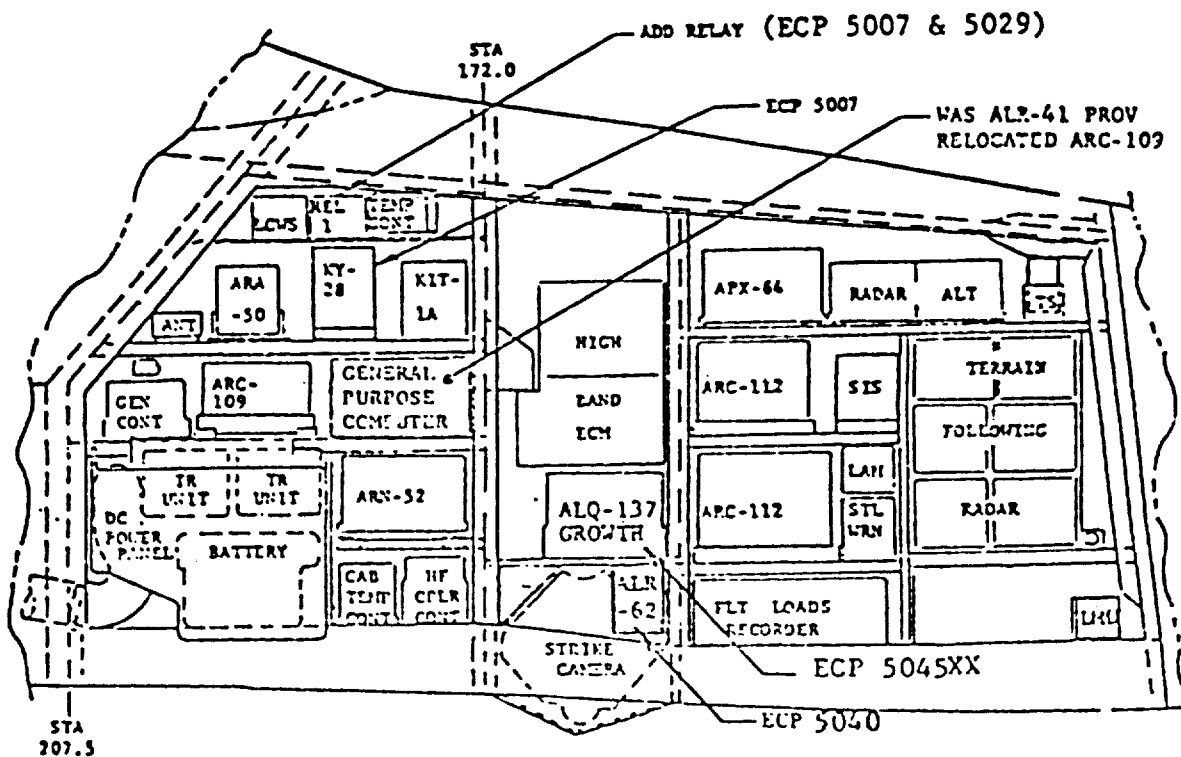 ADD RELAY (ECP 5007 & 5029)
STA
172.0
ECP 5007
WAS ALR-41 PROV
RELOCATED ARC-109
LCWS
REL
1
TEMP
CONT
ARA
-50
KY-
28
KIT-
1A
ANT
APX-64
RADAR
ALT
HIGH
BAND
ECM
GEN
CONT
ARC-
109
GENERAL
PURPOSE
COMPUTER
ARC-112
SIS
TERRAIN
FOLLOWING
RADAR
TR
UNIT
TR
UNIT
ARN-52
ALQ-137
GROWTH
ARC-112
LAH
STL
WRN
DC
POWER
PANEL
BATTERY
CAB
TEMP
CONT
HF
CPLR
CONT
ALR
-62
FLT LOADS
RECORDER
STRIKE
CAMERA
ECP 5045XX
ECP 5040
STA
207.5